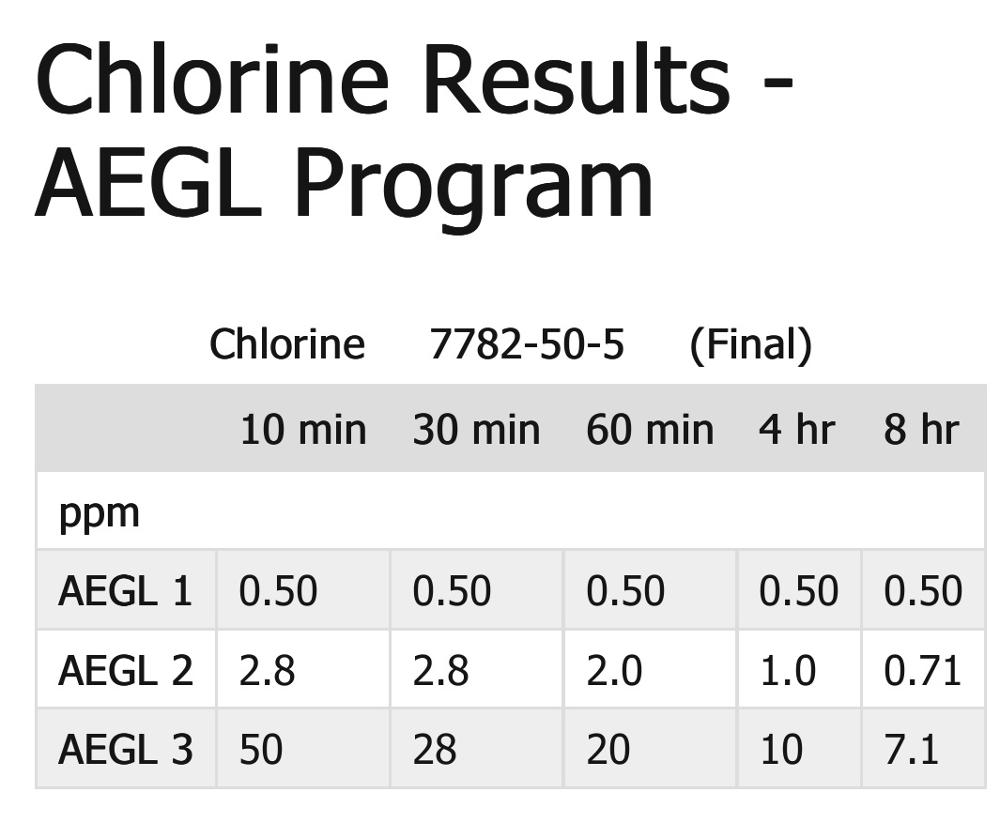 Chlorine Results -
AEGL Program
Chlorine 7782-50-5 (Final)
10 min 30 min 60 min 4 hr 8 hr
ppm
AEGL 1 0.50 0.50 0.50 0.50 0.50
AEGL 2 2.8 2.8 2.0 1.0 0.71
AEGL 3 50 28 20 10 7.1